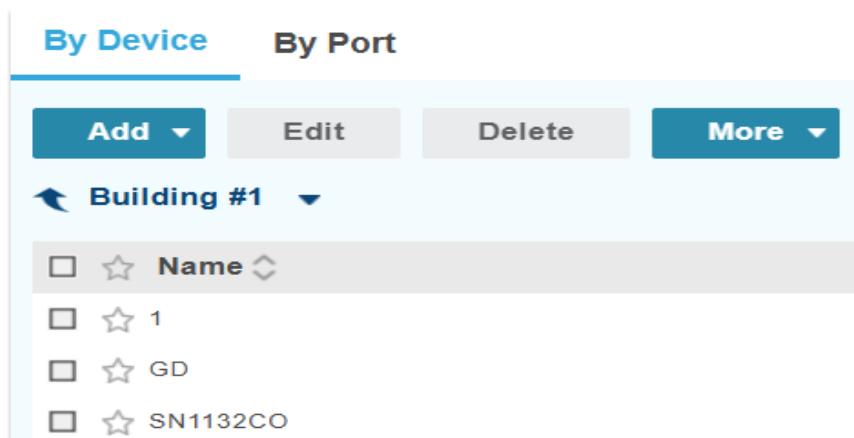 By Device By Port
Add Edit Delete More
Building #1
Name
1
GD
SN1132CO